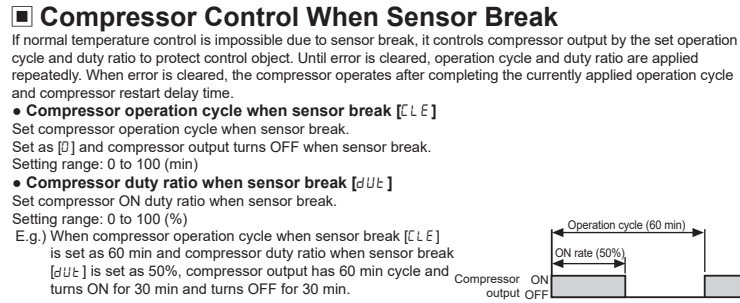 ▣ Compressor Control When Sensor Break
If normal temperature control is impossible due to sensor break, it controls compressor output by the set operation
cycle and duty ratio to protect control object. Until error is cleared, operation cycle and duty ratio are applied
repeatedly. When error is cleared, the compressor operates after completing the currently applied operation cycle
and compressor restart delay time.
● Compressor operation cycle when sensor break [CLE]
Set compressor operation cycle when sensor break.
Set as [0] and compressor output turns OFF when sensor break.
Setting range: 0 to 100 (min)
● Compressor duty ratio when sensor break [dUt]
Set compressor ON duty ratio when sensor break.
Setting range: 0 to 100 (%)
E.g.) When compressor operation cycle when sensor break [CLE]
is set as 60 min and compressor duty ratio when sensor break
[dUt] is set as 50%, compressor output has 60 min cycle and
turns ON for 30 min and turns OFF for 30 min.
Operation cycle (60 min)
ON rate (50%)
Compressor ON
output OFF